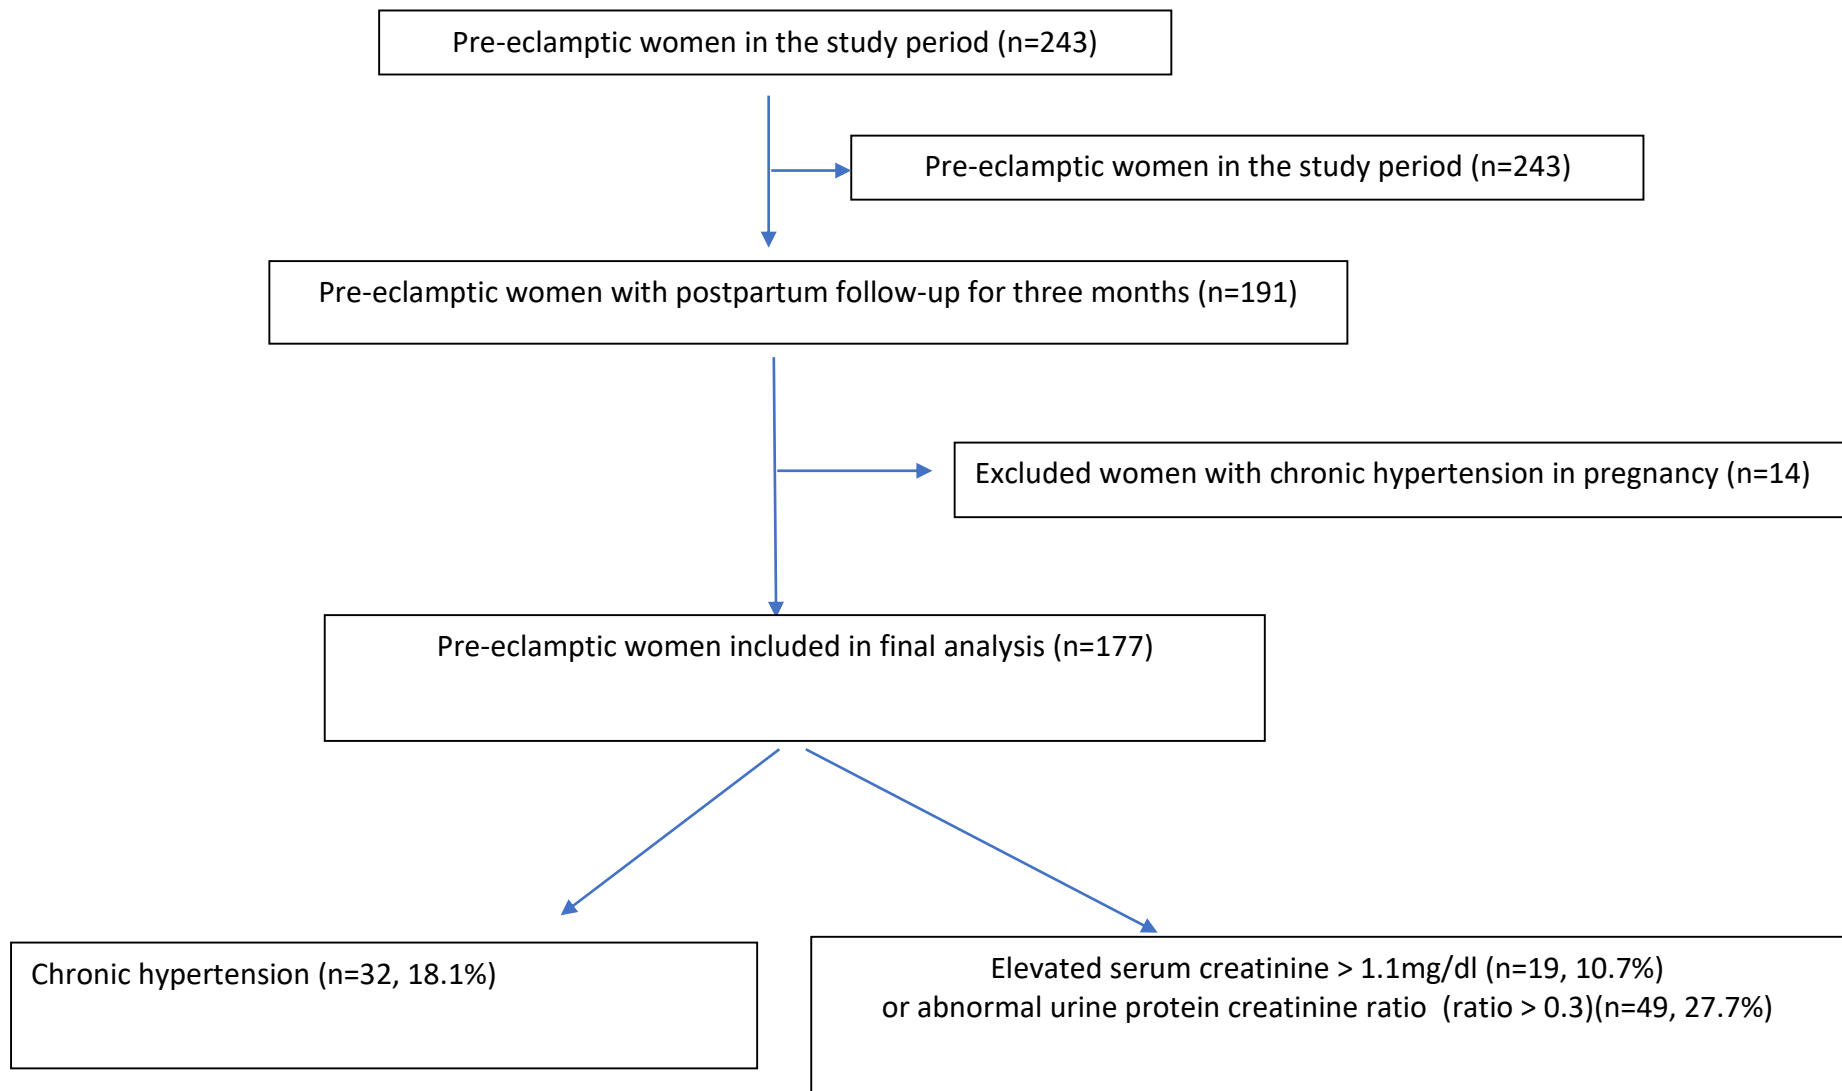 Pre-eclamptic women in the study period (n=243)
Pre-eclamptic women in the study period (n=243)
Pre-eclamptic women with postpartum follow-up for three months (n=191)
Excluded women with chronic hypertension in pregnancy (n=14)
Pre-eclamptic women included in final analysis (n=177)
Chronic hypertension (n=32, 18.1%)
Elevated serum creatinine > 1.1mg/dl (n=19, 10.7%)
or abnormal urine protein creatinine ratio (ratio > 0.3)(n=49, 27.7%)